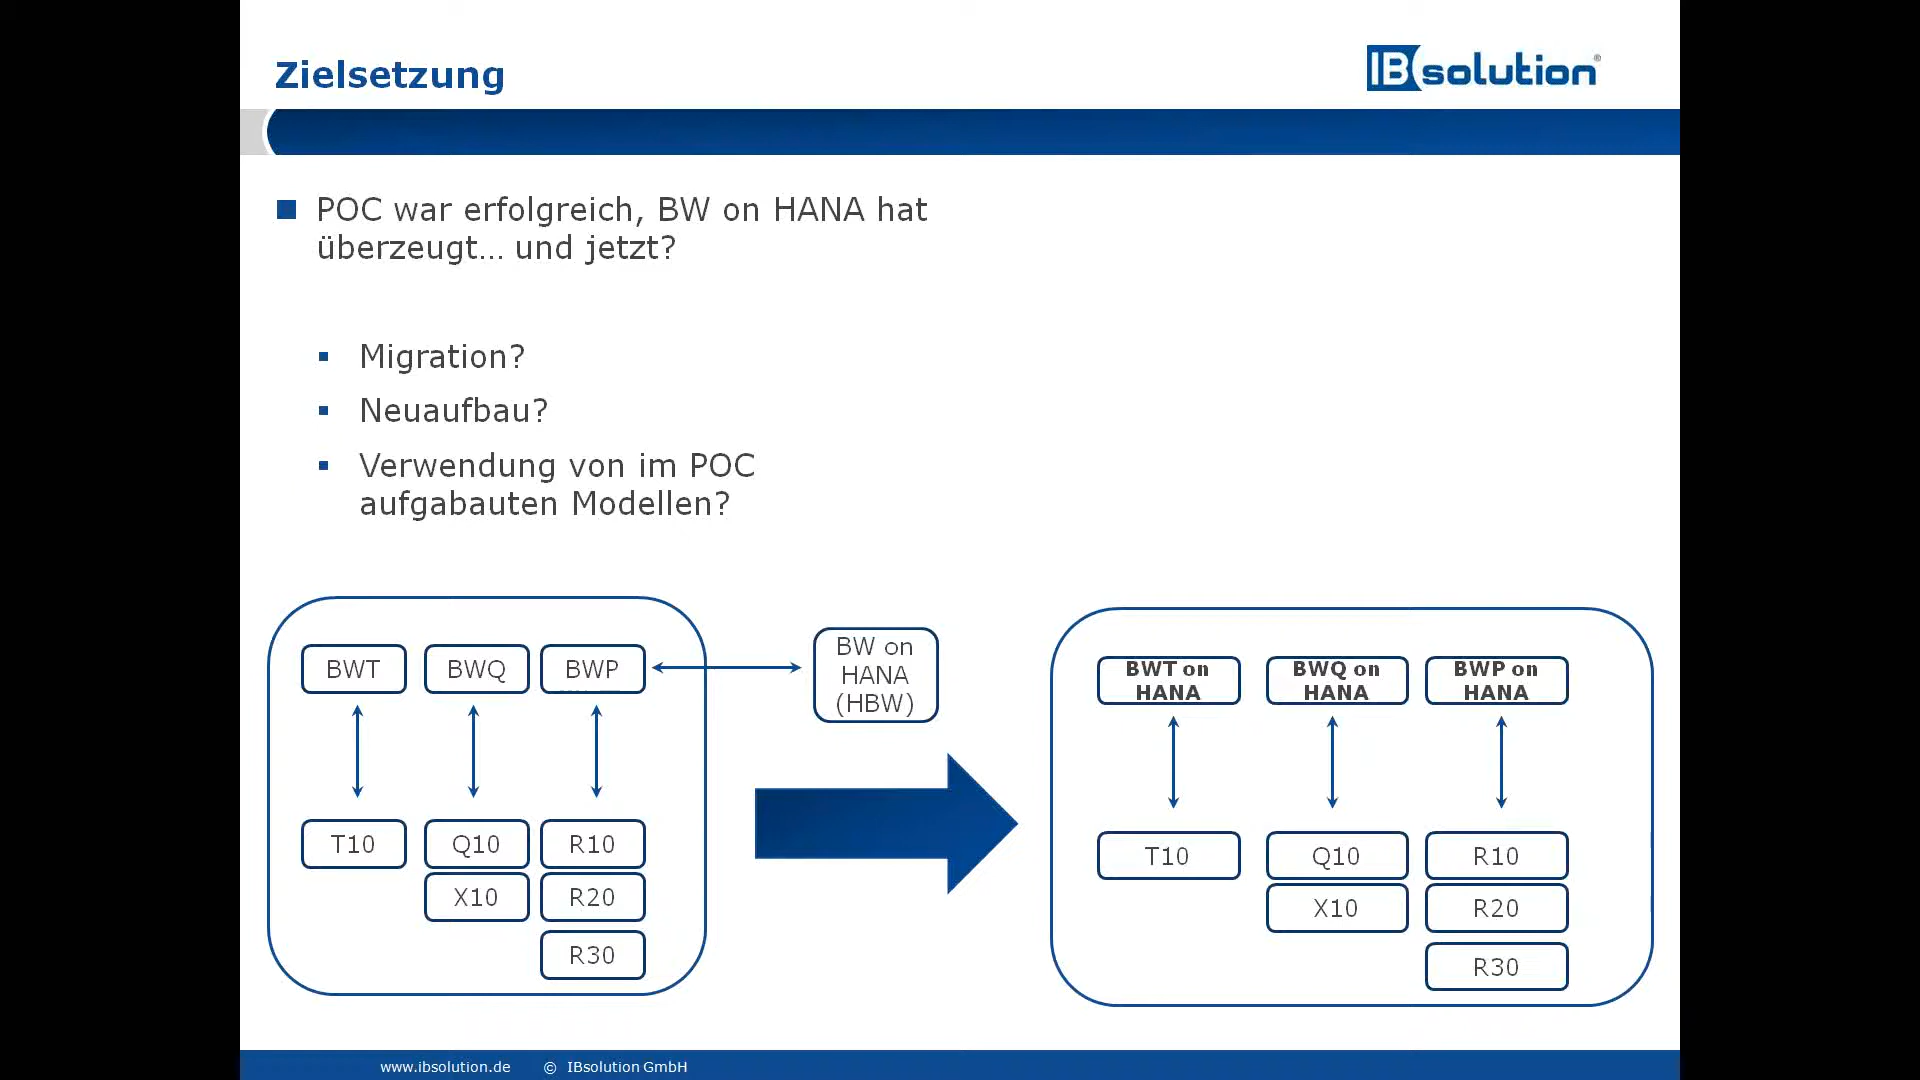 Zielsetzung
IBsolution®
POC war erfolgreich, BW on HANA hat
überzeugt… und jetzt?
Migration?
Neuaufbau?
Verwendung von im POC
aufgabauten Modellen?
BWT
BWQ
BWP
BW on
HANA
(HBW)
T10
Q10
R10
X10
R20
R30
BWT on
HANA
BWQ on
HANA
BWP on
HANA
T10
Q10
R10
X10
R20
R30
www.ibsolution.de © IBsolution GmbH